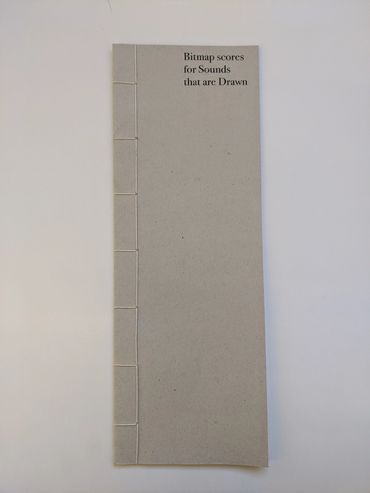 Bitmap scores
for Sounds
that are Drawn